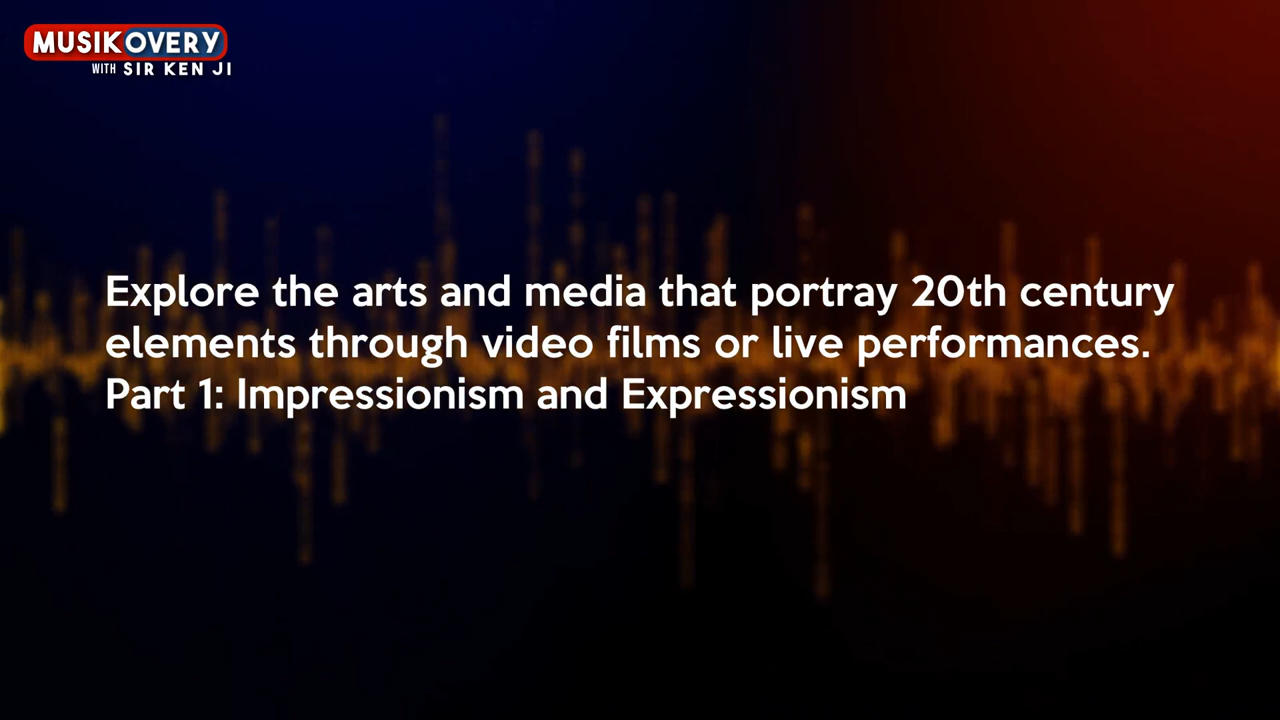 MUSIKOVERY
WITH SIR KEN JI
Explore the arts and media that portray 20th century
elements through video films or live performances.
Part 1: Impressionism and Expressionism